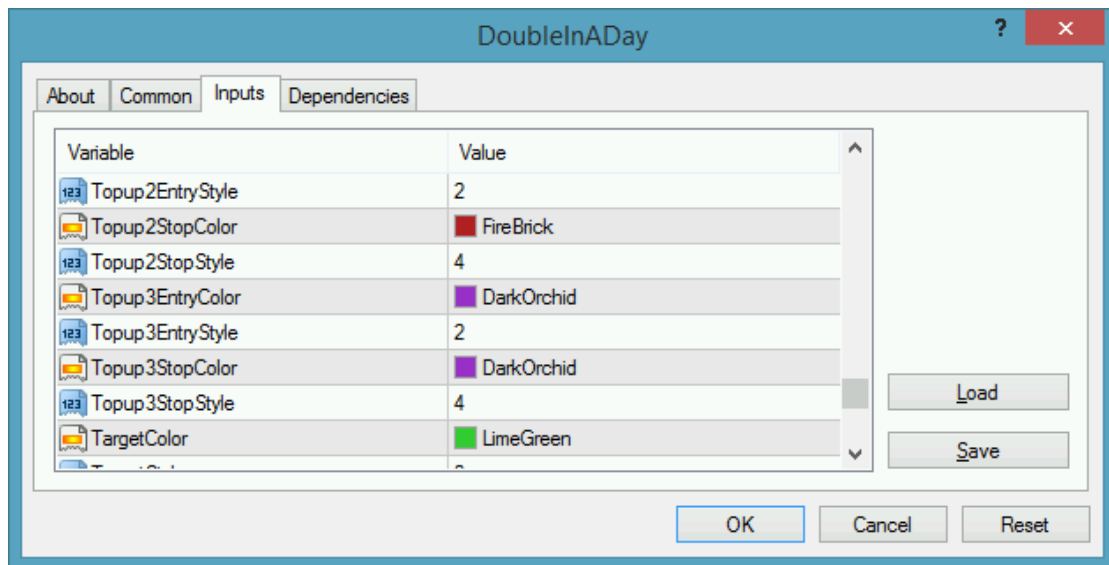 DoubleInADay ?
About Common Inputs Dependencies
Variable Value
Topup2EntryStyle 2
Topup2StopColor FireBrick
Topup2StopStyle 4
Topup3EntryColor DarkOrchid
Topup3EntryStyle 2
Topup3StopColor DarkOrchid
Topup3StopStyle 4
TargetColor LimeGreen
Load
Save
OK Cancel Reset